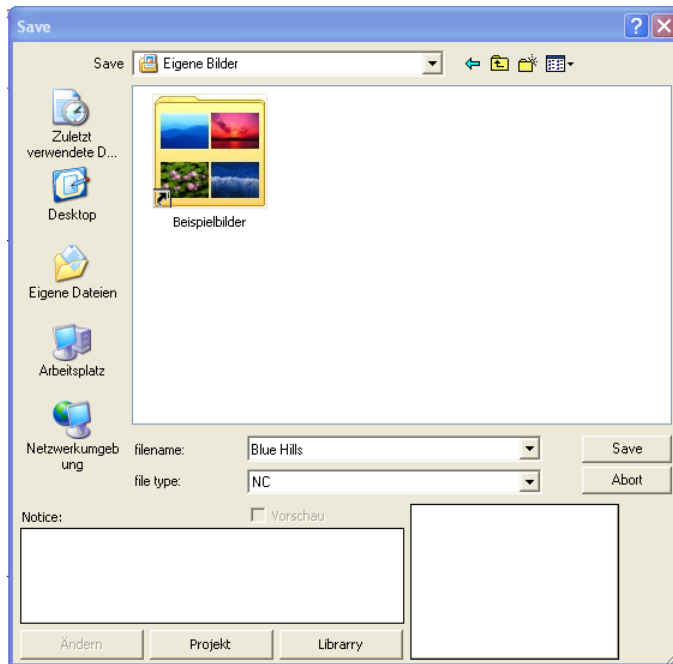 Save
Save
Eigene Bilder
Zuletzt
verwendete D...
Desktop
Eigene Dateien
Arbeitsplatz
Netzwerkumgeb
ung
Beispielbilder
filename:
Blue Hills
Save
file type:
NC
Abort
Notice:
Vorschau
Ändern
Projekt
Librarry